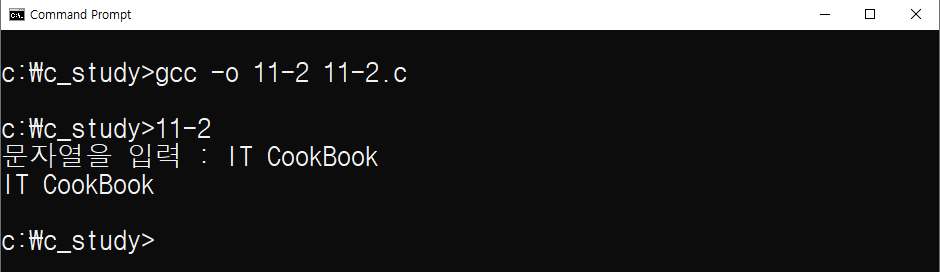 Command Prompt
c:₩c_study>gcc -o 11-2 11-2.c
c:₩c_study>11-2
문자열을 입력 : IT CookBook
IT CookBook
c:₩c_study>